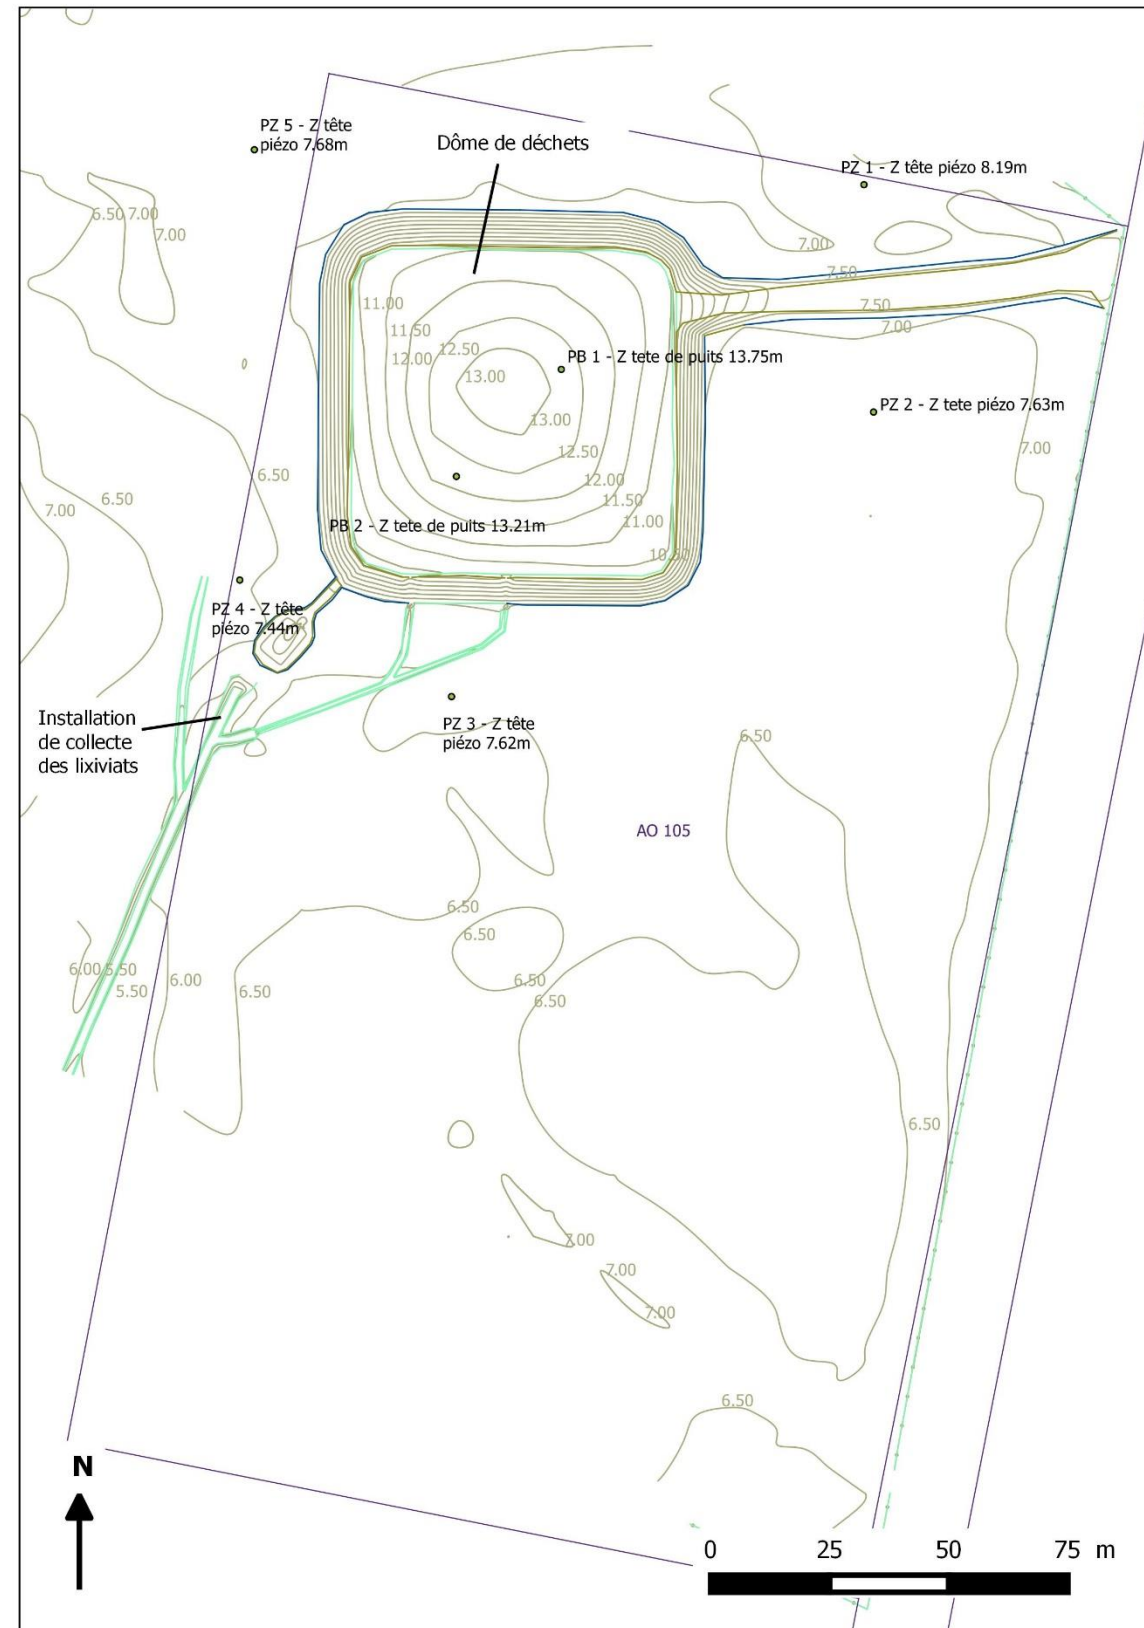 PZ 5 - Z tête
piézo 7.68m
Dôme de déchets
PZ 1 - Z tête piézo 8.19m
6.50 7.00
7.00
7.00
7.50
7.50
7.00
11.00
11.50
12.00 12.50
13.00
PB 1 - Z tete de puits 13.75m
PZ 2 - Z tete piézo 7.63m
13.00
12.50
12.00
11.50
11.00
10.50
7.00
6.50
6.50
7.00
PB 2 - Z tete de puits 13.21m
PZ 4 - Z tête
piézo 7.44m
Installation
de collecte
des lixiviats
PZ 3 - Z tête
piézo 7.62m
6.50
AO 105
6.50
6.50
6.50
6.50
6.00 5.50
5.50
6.00
6.50
6.50
7.00
7.00
7.00
6.50
N
0 25 50 75 m